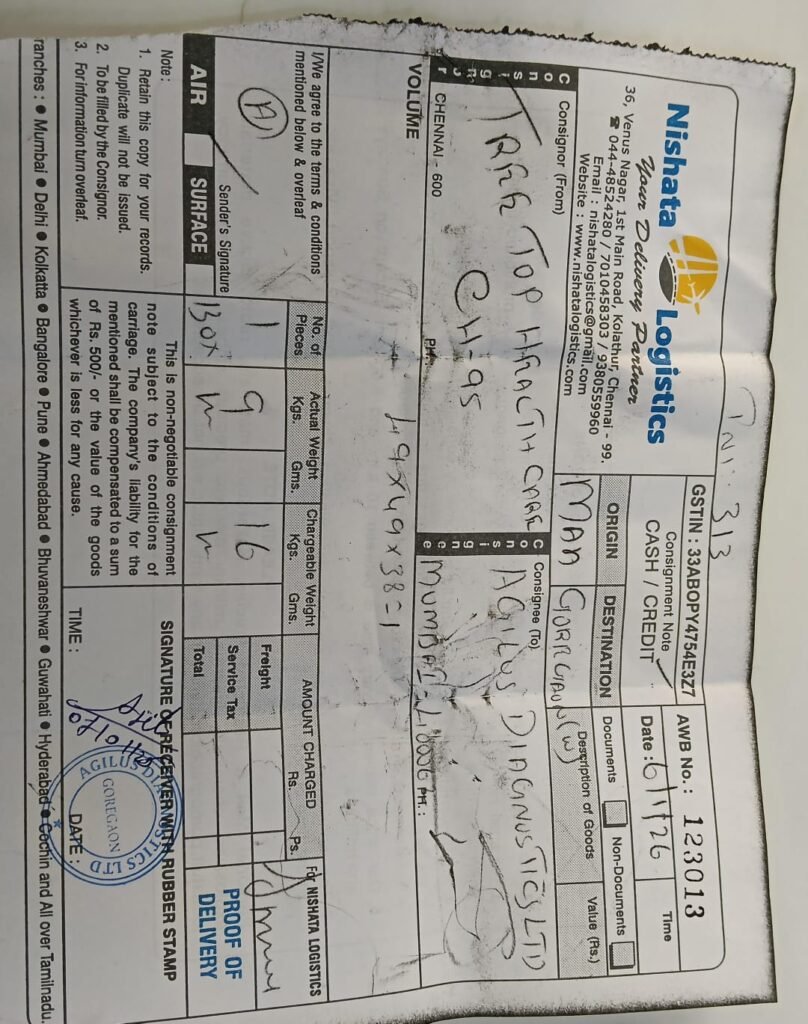 INV: 313
Nishata Logistics
Your Delivery Partner
36, Venus Nagar, 1st Main Road, Kolathur, Chennai - 99.
☎ 044-48524280 / 7010458303 / 9380559960
Email : nishatalogistics@gmail.com
Website : www.nishatalogistics.com
GSTIN : 33ABOPY4754E3Z7
Consignment Note
CASH / CREDIT
AWB No.: 123013
Date : 6/1/26
Time
ORIGIN
DESTINATION
MAA
GOREGAON (W)
Documents
Non-Documents
Description of Goods
Value (Rs.)
Consignor
Consignor (From)
TREE TOP HEALTH CARE
CH-95
CHENNAI - 600
PH.
Consignee
Consignee (To)
AGILUS DIAGNOSTICS LTD
MUMBAI-
PH. :
VOLUME
49x49x38=1
I/We agree to the terms & conditions
mentioned below & overleaf
Sender's Signature
AIR
SURFACE
No. of
Pieces
1
BOX
Actual Weight
Kgs.
Gms.
9
Chargeable Weight
Kgs.
Gms.
16
AMOUNT CHARGED
Rs.
Ps.
Freight
Service Tax
Total
For NISHATA LOGISTICS
PROOF OF
DELIVERY
Note :
1. Retain this copy for your records.
Duplicate will not be issued.
2. To be filled by the Consignor.
3. For information turn overleaf.
This is non-negotiable consignment
note subject to the conditions of
carriage. The company's liability for the
mentioned shall be compensated to a sum
of Rs. 500/- or the value of the goods
whichever is less for any cause.
SIGNATURE OF RECEIVER WITH RUBBER STAMP
TIME :
DATE :
AGILUS DIAGNOSTICS LTD
GOREGAON
ranches : ● Mumbai ● Delhi ● Kolkatta ● Bangalore ● Pune ● Ahmedabad ● Bhuvaneshwar ● Guwahati ● Hyderabad ● Cochin and All over Tamilnadu.